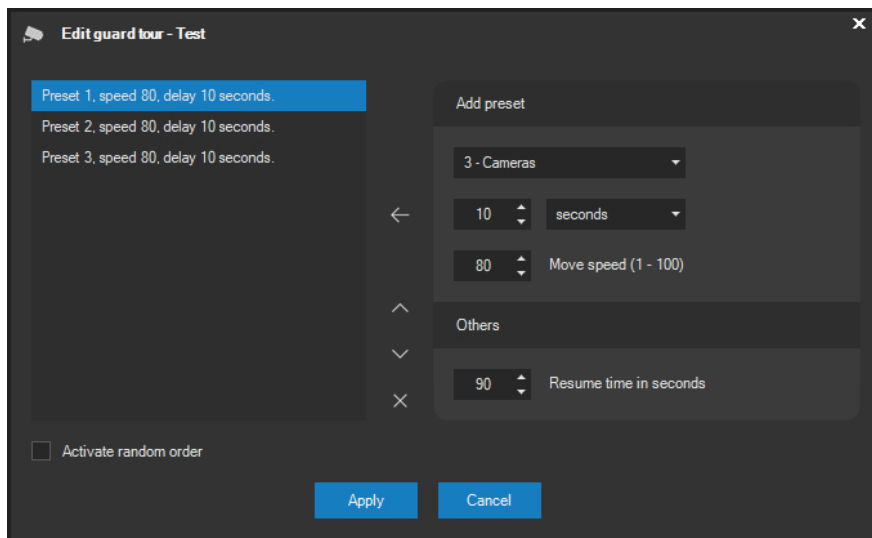 Edit guard tour - Test
Preset 1, speed 80, delay 10 seconds.
Preset 2, speed 80, delay 10 seconds.
Preset 3, speed 80, delay 10 seconds.
Add preset
3 - Cameras
10 seconds
80 Move speed (1 - 100)
Others
90 Resume time in seconds
Activate random order
Apply Cancel